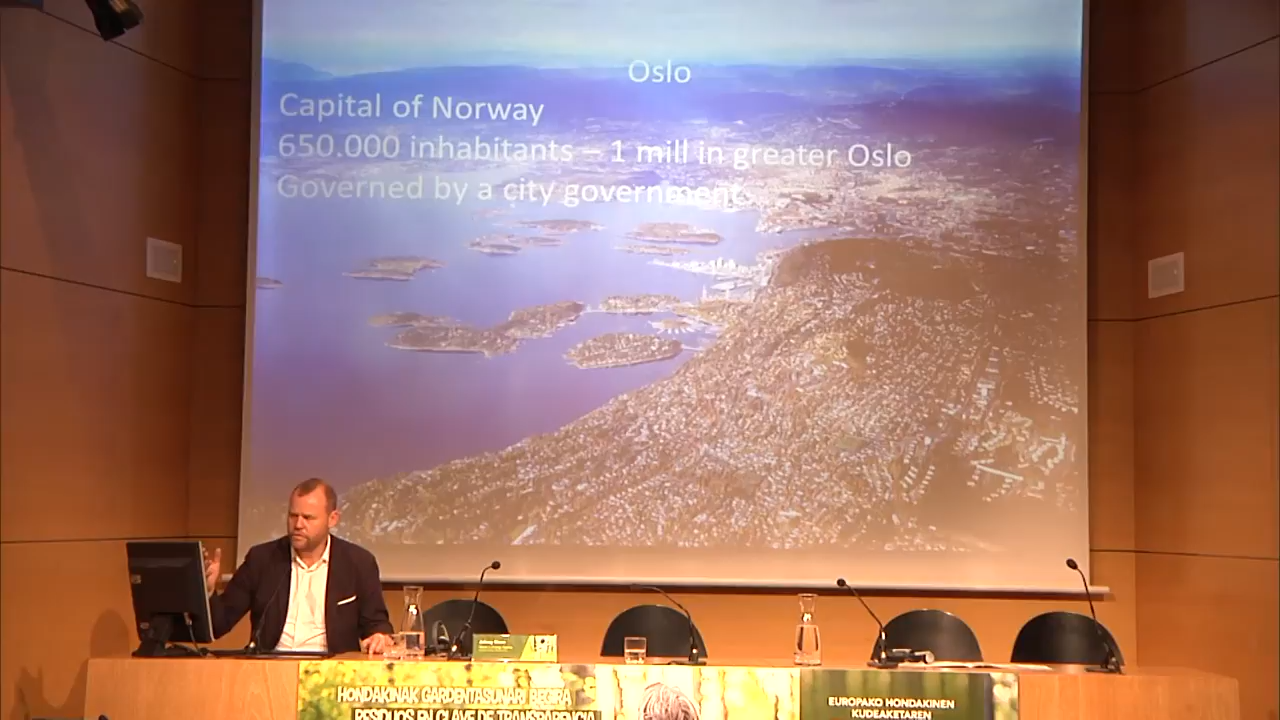 Oslo
Capital of Norway
650.000 inhabitants – 1 mill in greater Oslo
Governed by a city government
HONDAKINAK GARDENTASUNARI BEGIRA
RESIDUOS EN CLAVE DE TRANSPARENCIA
EUROPAKO HONDAKINEN
KUDEAKETAREN